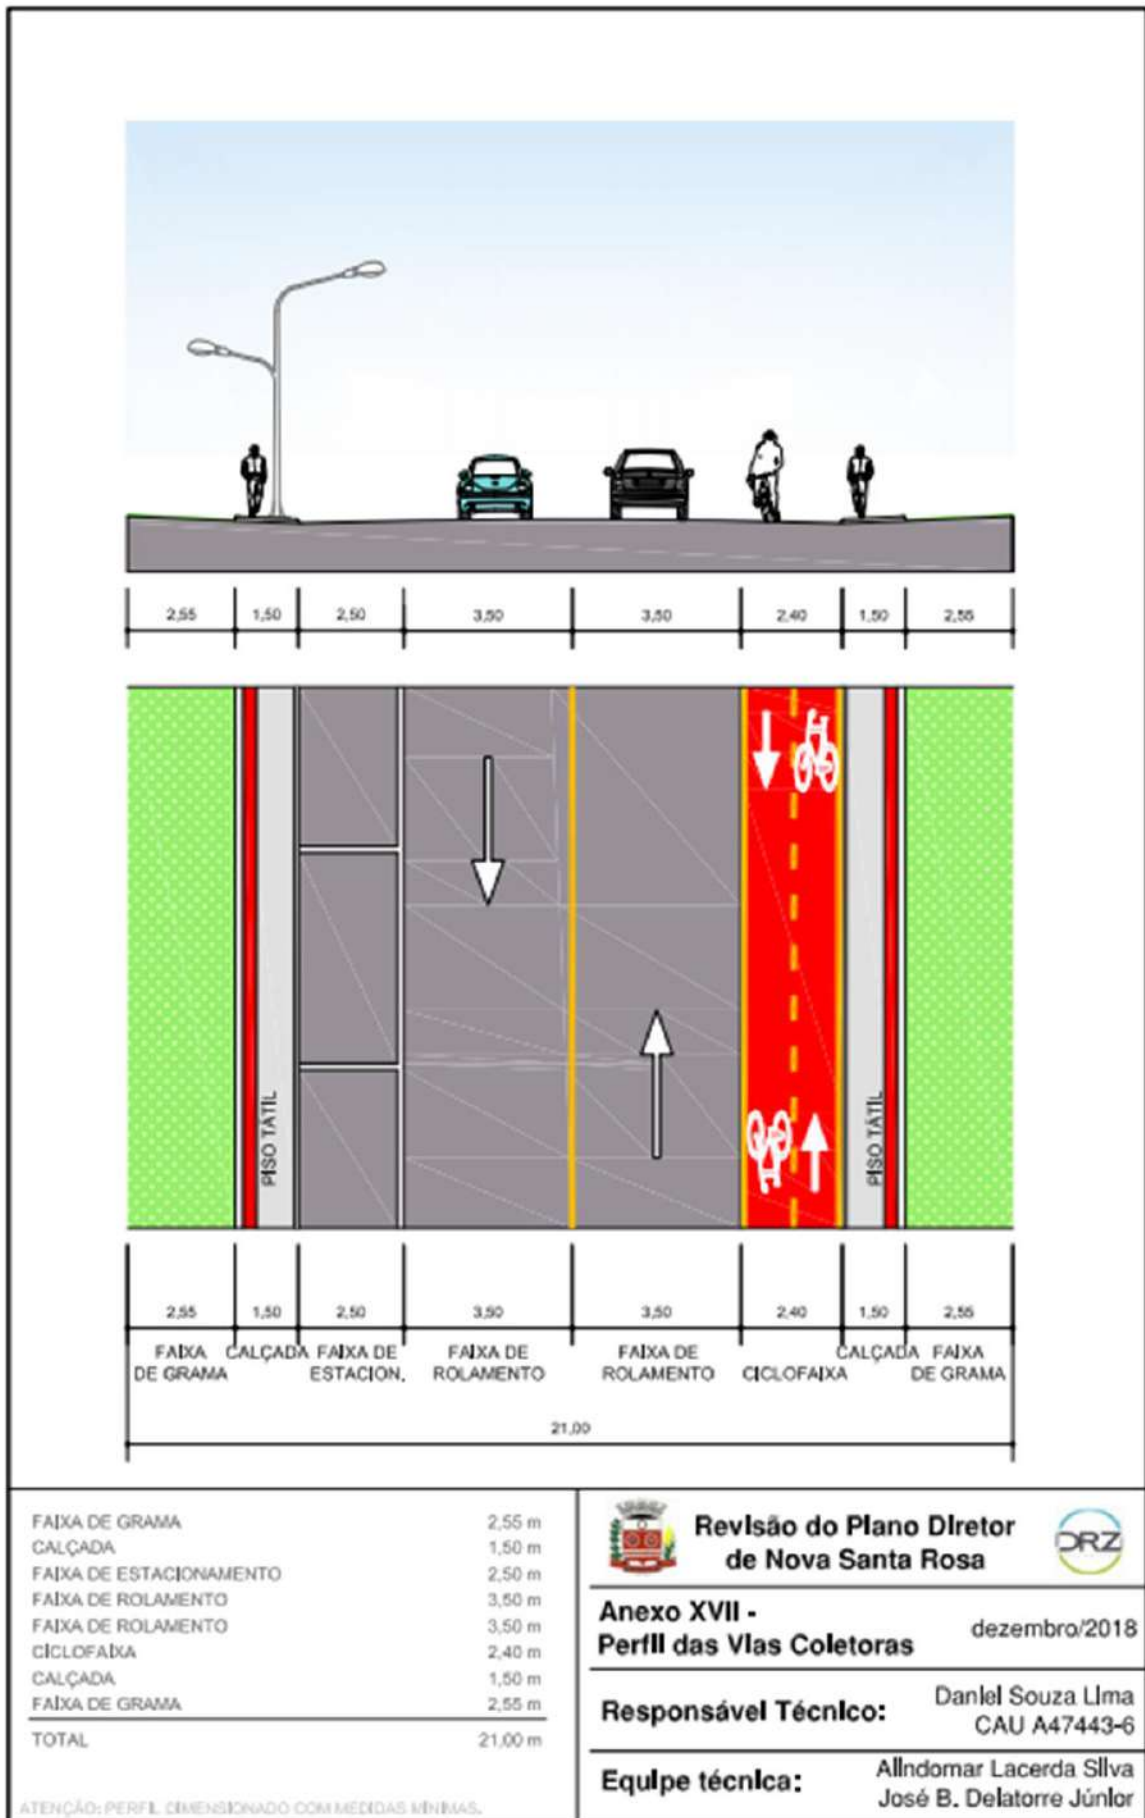 2,55 1,50 2,50 3,50 3,50 2,40 1,50 2,55
PISO TÁTIL
PISO TÁTIL
2,55 1,50 2,50 3,50 3,50 2,40 1,50 2,55
FAIXA DE GRAMA
CALÇADA
FAIXA DE ESTACION.
FAIXA DE ROLAMENTO
FAIXA DE ROLAMENTO
CICLOFAIXA
CALÇADA
FAIXA DE GRAMA
21,00
FAIXA DE GRAMA 2,55 m
CALÇADA 1,50 m
FAIXA DE ESTACIONAMENTO 2,50 m
FAIXA DE ROLAMENTO 3,50 m
FAIXA DE ROLAMENTO 3,50 m
CICLOFAIXA 2,40 m
CALÇADA 1,50 m
FAIXA DE GRAMA 2,55 m
TOTAL 21,00 m
ATENÇÃO: PERFIL DIMENSIONADO COM MEDIDAS MÍNIMAS.
Revisão do Plano Diretor
de Nova Santa Rosa
DRZ
Anexo XVII -
Perfil das Vias Coletoras
dezembro/2018
Responsável Técnico:
Daniel Souza Lima
CAU A47443-6
Equipe técnica:
Alindomar Lacerda Silva
José B. Delatorre Júnior